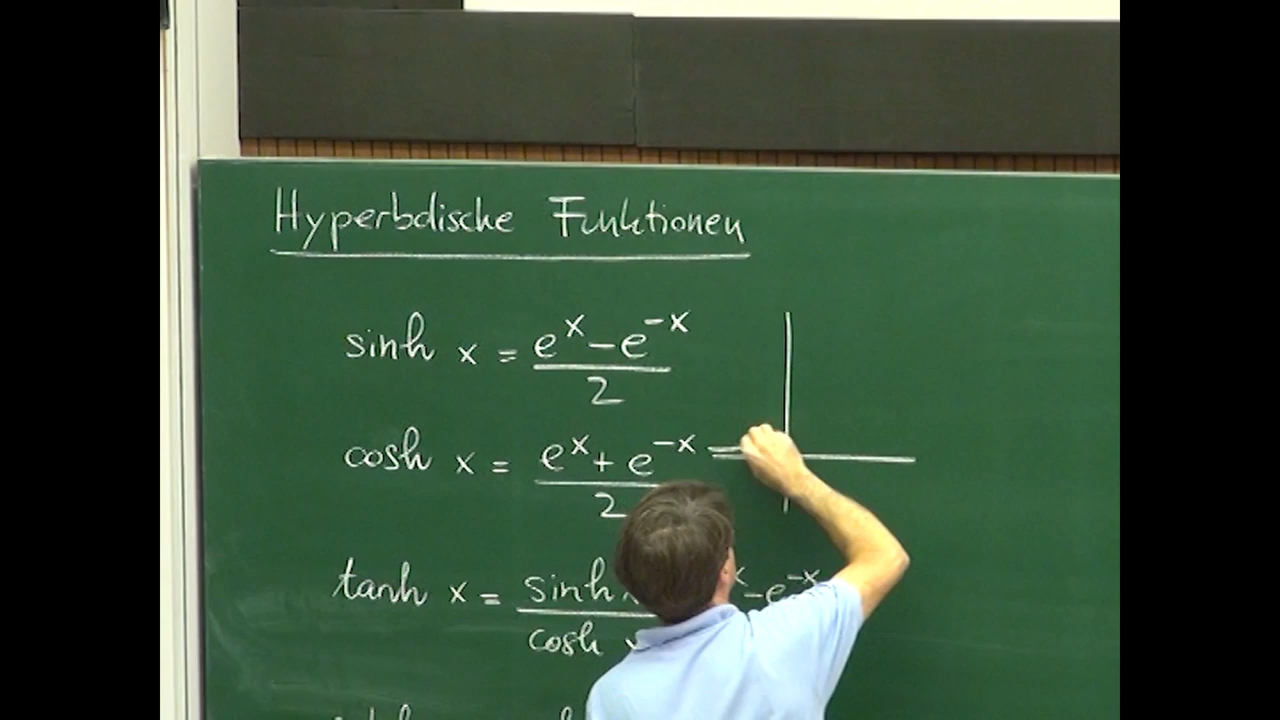 Hyperbolische Funktionen
sinh x = e^x - e^-x / 2
cosh x = e^x + e^-x / 2
tanh x = sinh / cosh - e^-x